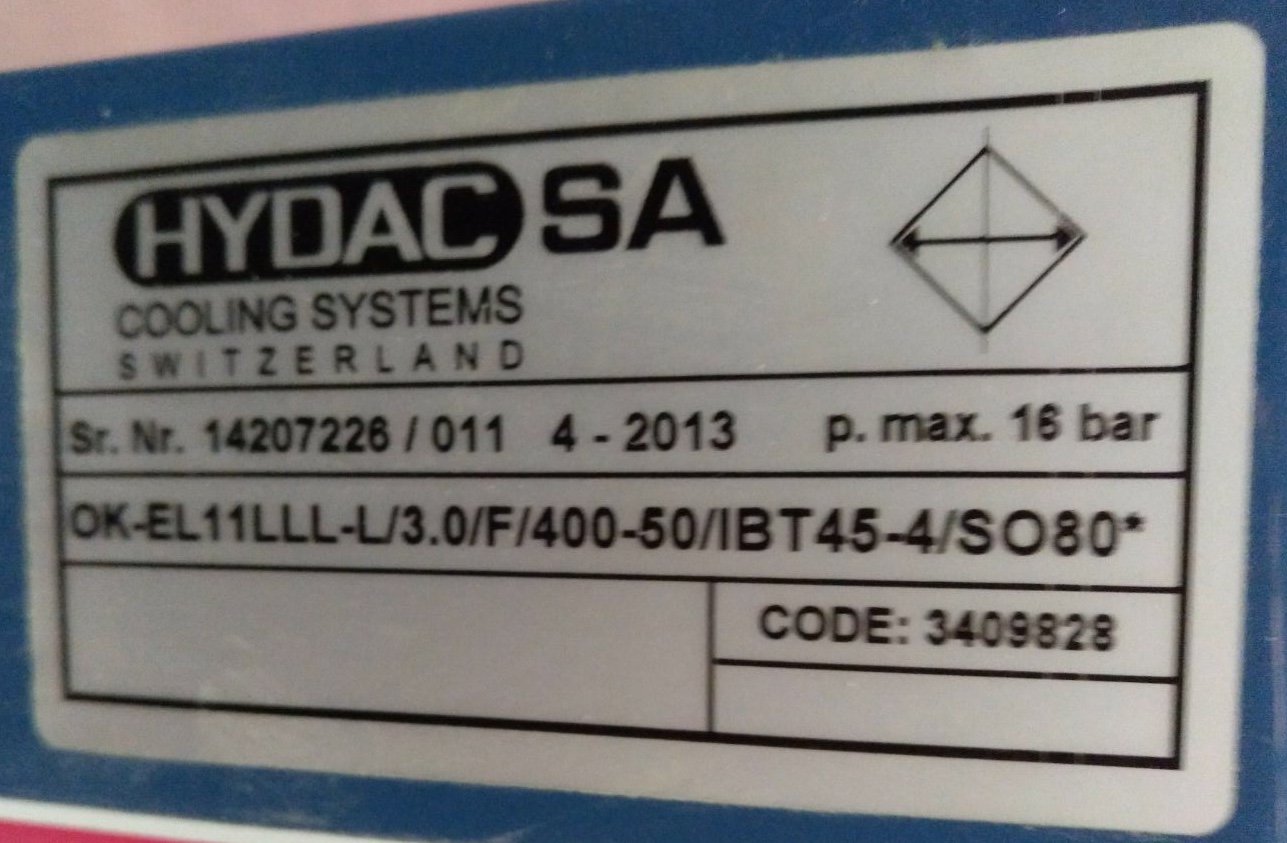 HYDAC SA
COOLING SYSTEMS
SWITZERLAND
Sr. Nr. 14207226 / 011 4 - 2013 p. max. 16 bar
OK-EL11LLL-L/3.0/F/400-50/IBT45-4/SO80*
CODE: 3409828